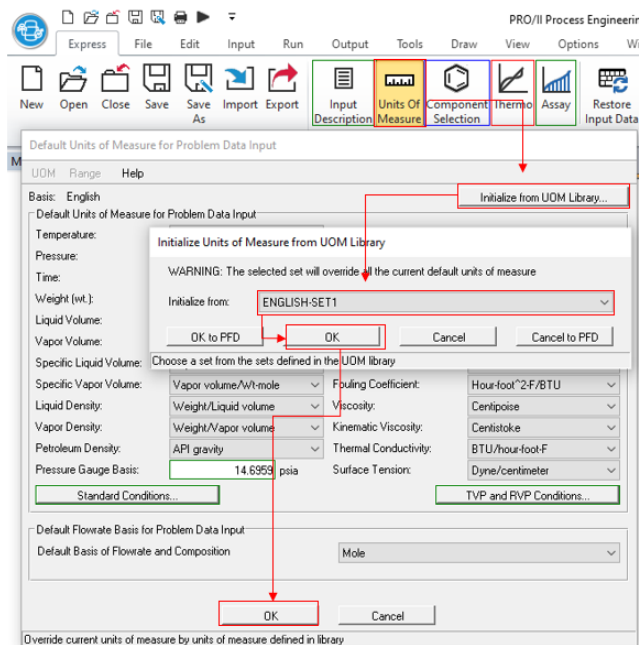 PRO/II Process Engineering
Express File Edit Input Run Output Tools Draw View Options Wi
New Open Close Save Save As Import Export Input Description Units Of Measure Component Selection Thermo Assay Restore Input Data
M
Default Units of Measure for Problem Data Input
UOM Range Help
Basis: English
Initialize from UOM Library...
Default Units of Measure for Problem Data Input
Temperature:
Pressure:
Time:
Weight (wt.):
Liquid Volume:
Vapor Volume:
Initialize Units of Measure from UOM Library
WARNING: The selected set will override all the current default units of measure
Initialize from: ENGLISH-SET1
OK to PFD OK Cancel Cancel to PFD
Choose a set from the sets defined in the UOM library
Specific Liquid Volume:
Specific Vapor Volume: Vapor volume/Wt-mole Fouling Coefficient: Hour-foot^2-F/BTU
Liquid Density: Weight/Liquid volume Viscosity: Centipoise
Vapor Density: Weight/Vapor volume Kinematic Viscosity: Centistoke
Petroleum Density: API gravity Thermal Conductivity: BTU/hour-foot-F
Pressure Gauge Basis: 14.6959 psia Surface Tension: Dyne/centimeter
Standard Conditions... TVP and RVP Conditions...
Default Flowrate Basis for Problem Data Input
Default Basis of Flowrate and Composition Mole
OK Cancel
Override current units of measure by units of measure defined in library